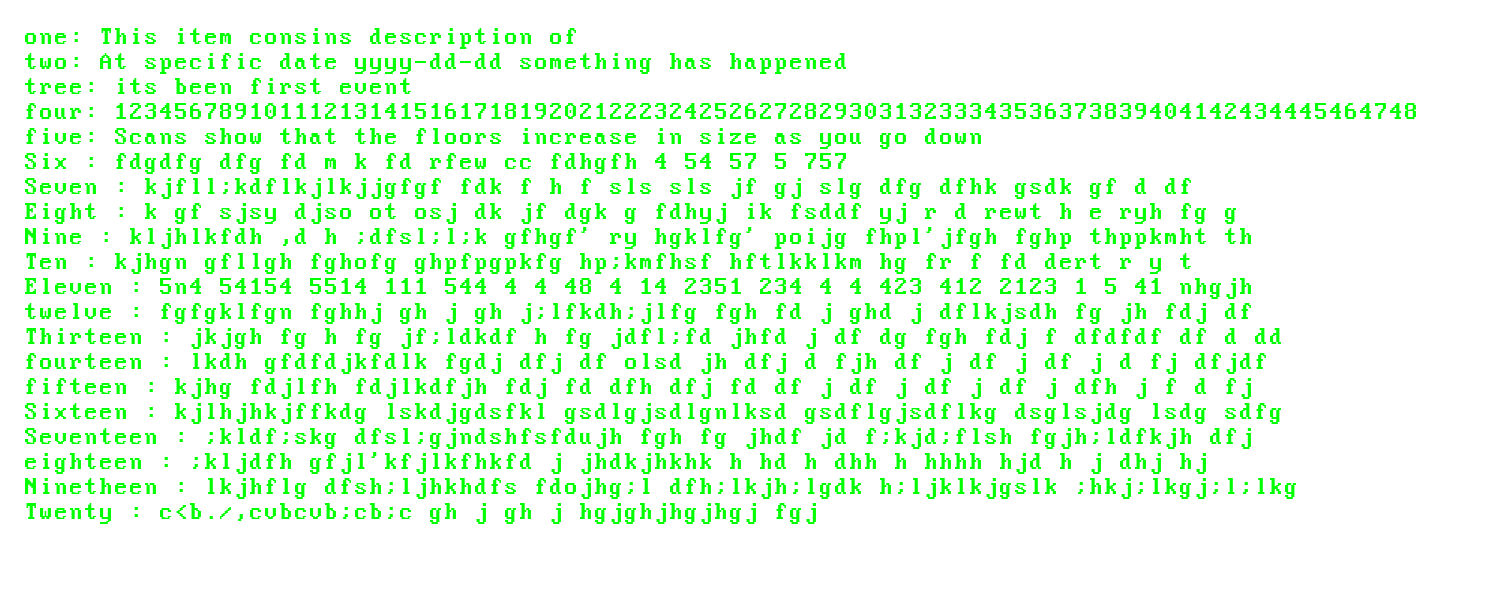 one: This item consins description of
two: At specific date yyyy-dd-dd something has happened
tree: its been first event
four: 123456789101112131415161718192021222324252627282930313233343536373839404142434445464748
five: Scans show that the floors increase in size as you go down
Six : fdgdfg dfg fd m k fd rfew cc fdhgfh 4 54 57 5 757
Seven : kjfll;kdflkjlkjjgfgf fdk f h f sls sls jf gj slg dfg dfhk gsdk gf d df
Eight : k gf sjsy djso ot osj dk jf dgk g fdhyj ik fsddf yj r d rewt h e ryh fg g
Nine : kljhlkfdh ,d h ;dfsl;l;k gfhgf' ry hgklfg' poijg fhpl'jfgh fghp thppkmht th
Ten : kjhgn gfllgh fghofg ghpfpgpkfg hp;kmfhsf hftlkklkm hg fr f fd dert r y t
Eleven : 5n4 54154 5514 111 544 4 4 48 4 14 2351 234 4 4 423 412 2123 1 5 41 nhgjh
twelve : fgfgklfgn fghhj gh j gh j;lfkdh;jlfg fgh fd j ghd j dflkjsdh fg jh fdj df
Thirteen : jkjgh fg h fg jf;ldkdf h fg jdfl;fd jhfd j df dg fgh fdj f dfdfdf df d dd
fourteen : lkdh gfdfdjkfdlk fgdj dfj df olsd jh dfj d fjh df j df j df j d fj dfjdf
fifteen : kjhg fdjlfh fdjlkdfjh fdj fd dfh dfj fd df j df j df j df j dfh j f d fj
Sixteen : kjlhjhkjffkdg lskdjgdsfkl gsdlgjsdlgnlksd gsdflgjsdflkg dsglsjdg lsdg sdfg
Seventeen : ;kldf;skg dfsl;gjndshfsfdujh fgh fg jhdf jd f;kjd;flsh fgjh;ldfkjh dfj
eighteen : ;kljdfh gfjl'kfjlkfhkfd j jhdkjhkhk h hd h dhh h hhhh hjd h j dhj hj
Ninetheen : lkjhflg dfsh;ljhkhdfs fdojhg;l dfh;lkjh;lgdk h;ljklkjgslk ;hkj;lkgj;l;lkg
Twenty : c<b./,cvbcvb;cb;c gh j gh j hgjghjhgjhgj fgj